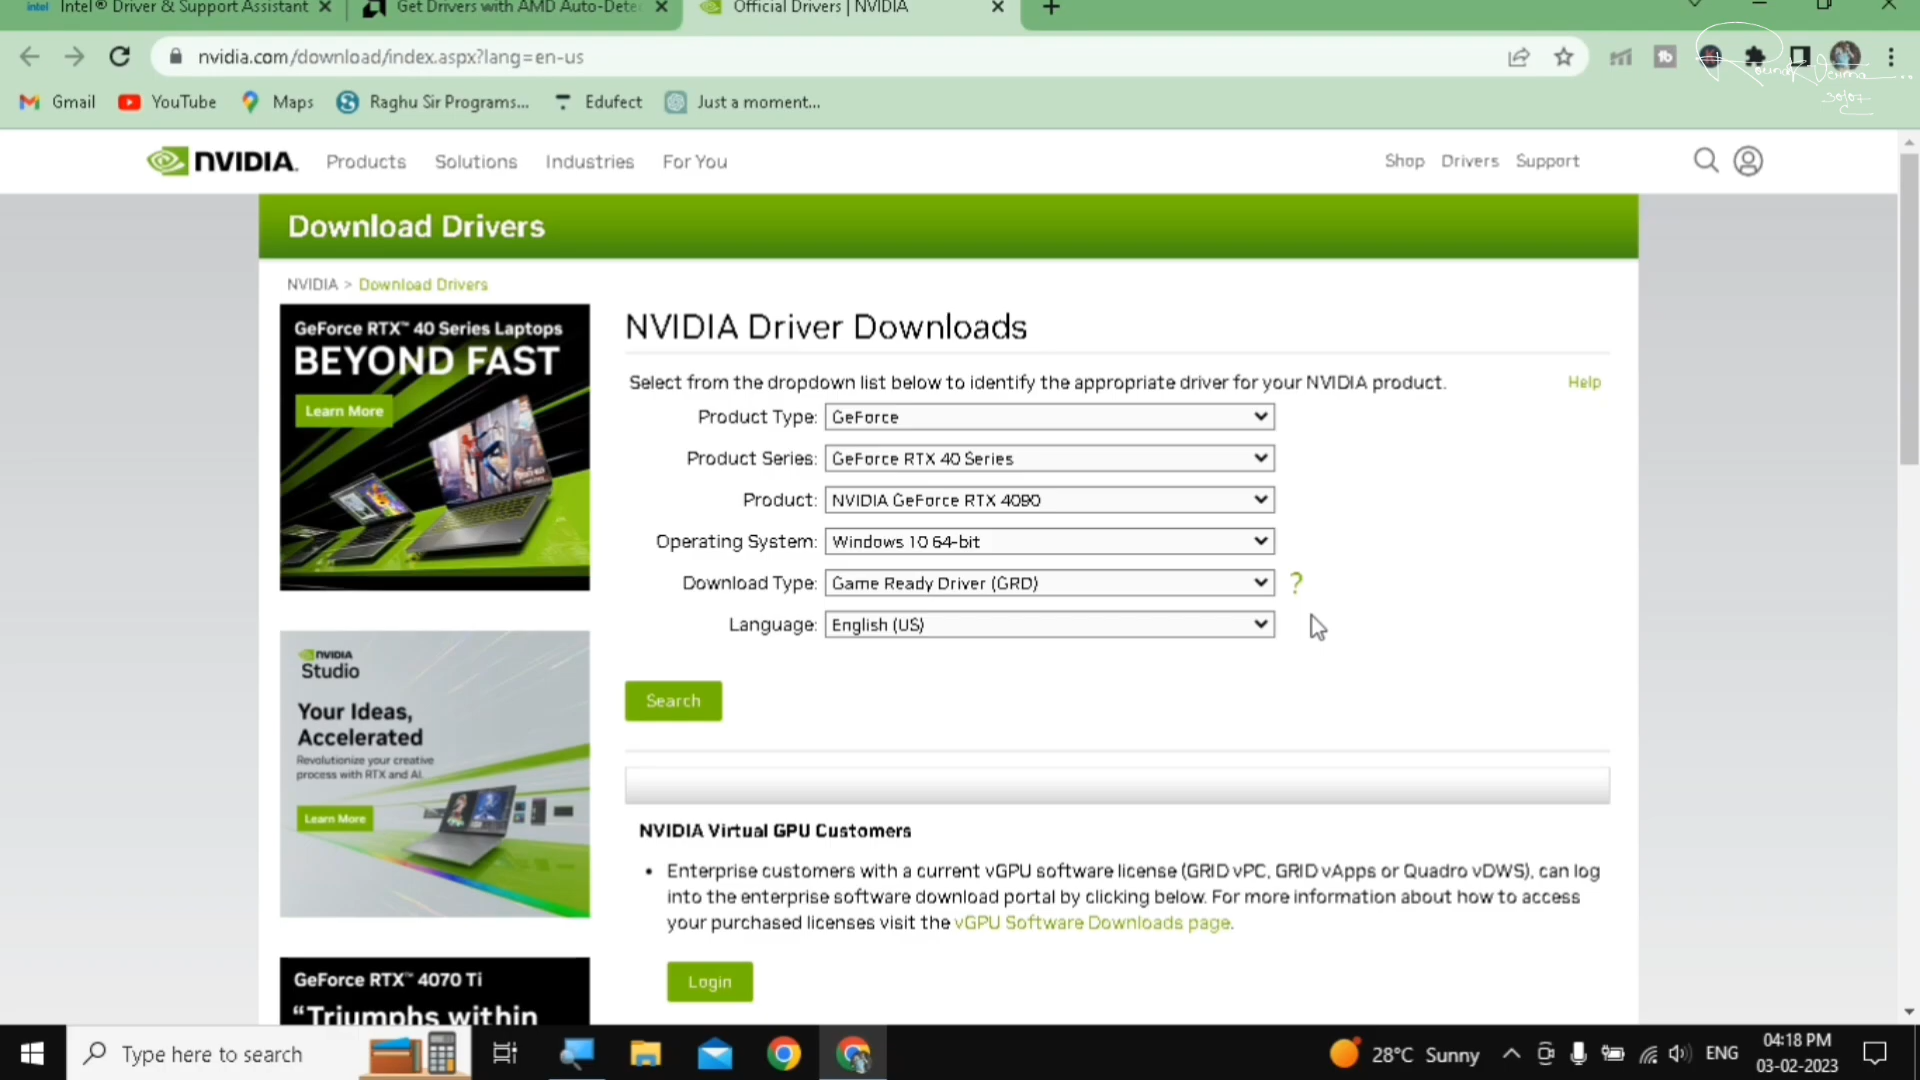 intel Intel® Driver & Support Assistant
Get Drivers with AMD Auto-Detec
Official Drivers | NVIDIA
nvidia.com/download/index.aspx?lang=en-us
Gmail YouTube Maps Raghu Sir Programs... Edufect Just a moment...
NVIDIA. Products Solutions Industries For You Shop Drivers Support
Download Drivers
NVIDIA > Download Drivers
GeForce RTX™ 40 Series Laptops
BEYOND FAST
Learn More
NVIDIA Driver Downloads
Select from the dropdown list below to identify the appropriate driver for your NVIDIA product.
Help
Product Type: GeForce
Product Series: GeForce RTX 40 Series
Product: NVIDIA GeForce RTX 4090
Operating System: Windows 10 64-bit
Download Type: Game Ready Driver (GRD) ?
Language: English (US)
Search
NVIDIA
Studio
Your Ideas,
Accelerated
Revolutionize your creative
process with RTX and AI.
Learn More
NVIDIA Virtual GPU Customers
• Enterprise customers with a current vGPU software license (GRID vPC, GRID vApps or Quadro vDWS), can log
into the enterprise software download portal by clicking below. For more information about how to access
your purchased licenses visit the vGPU Software Downloads page.
Login
GeForce RTX™ 4070 Ti
“Triumphs within
Type here to search
28°C Sunny
ENG
04:18 PM
03-02-2023